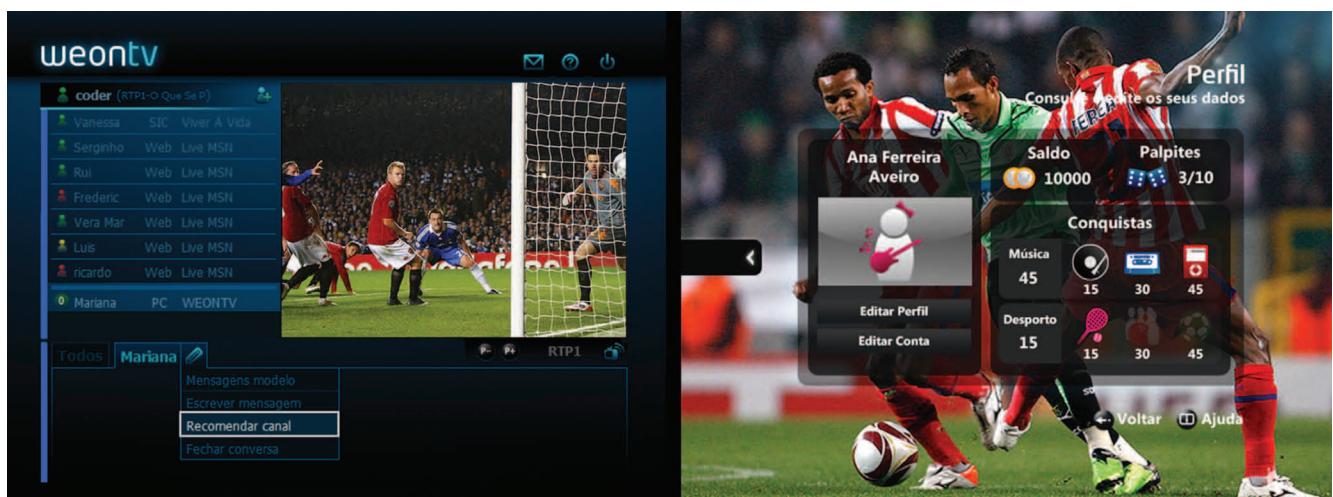 weontv
coder (RTP1-O Que Se P)
Vanessa SIC Viver A Vida
Serginho Web Live MSN
Rui Web Live MSN
Frederic Web Live MSN
Vera Mar Web Live MSN
Luis Web Live MSN
ricardo Web Live MSN
0 Mariana PC WEONTV
P- P+ RTP1
Todos Mariana
Mensagens modelo
Escrever mensagem
Recomendar canal
Fechar conversa
Perfil
Consulte e edite os seus dados
Ana Ferreira
Aveiro
Saldo
10000
Palpites
3/10
Editar Perfil
Editar Conta
Conquistas
Música
45
15 30 45
Desporto
15
15 30 45
Voltar Ajuda